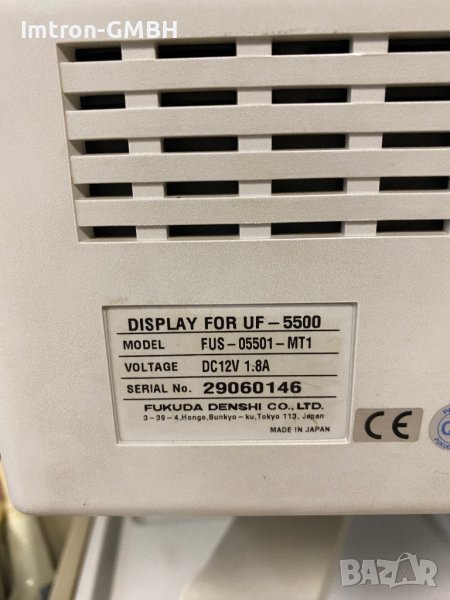 Imtron-GMBH
DISPLAY FOR UF-5500
MODEL FUS-05501-MT1
VOLTAGE DC12V 1.8A
SERIAL No. 29060146
FUKUDA DENSHI CO., LTD.
3-39-4, Hongo, Bunkyo-ku, Tokyo 113, Japan
MADE IN JAPAN
CE
BAZAR